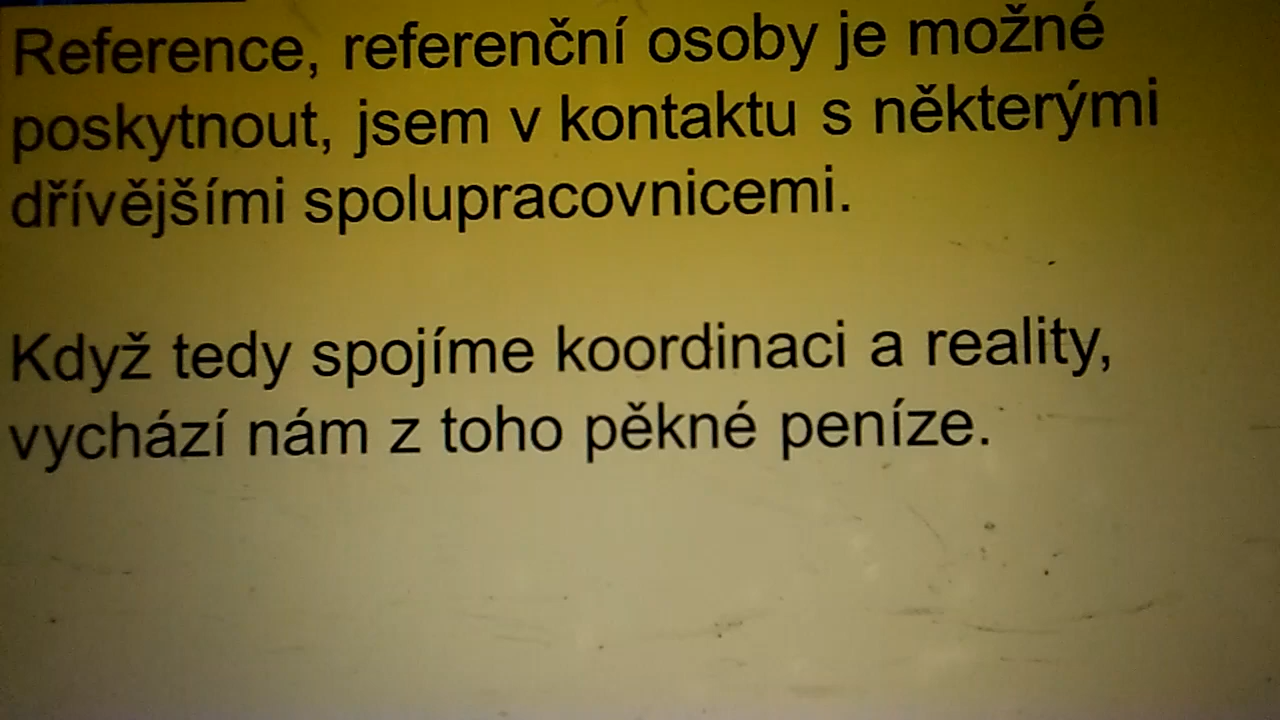 Reference, referenční osoby je možné
poskytnout, jsem v kontaktu s některými
dřívějšími spolupracovnicemi.
Když tedy spojíme koordinaci a reality,
vychází nám z toho pěkné peníze.